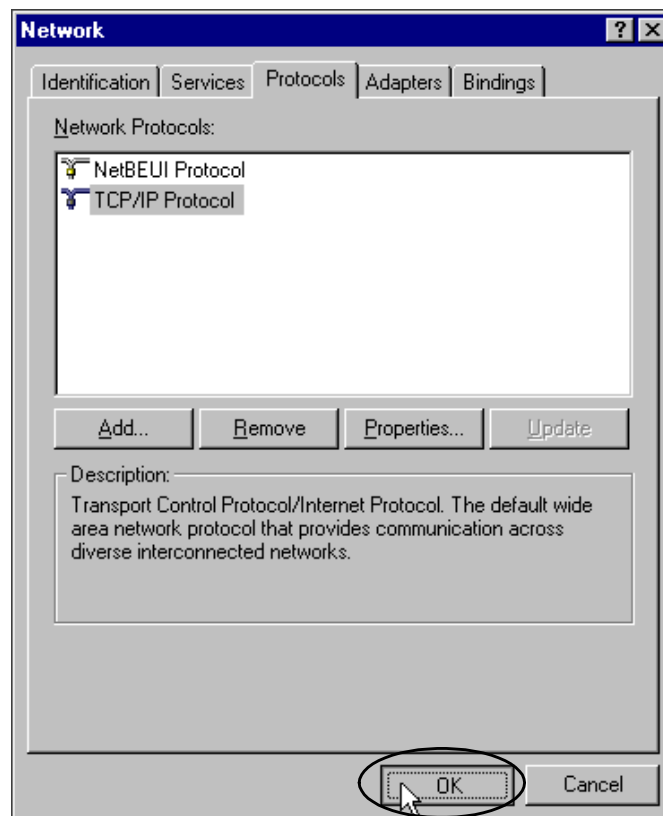 Network
Identification Services Protocols Adapters Bindings
Network Protocols:
NetBEUI Protocol
TCP/IP Protocol
Add... Remove Properties... Update
Description:
Transport Control Protocol/Internet Protocol. The default wide
area network protocol that provides communication across
diverse interconnected networks.
OK Cancel